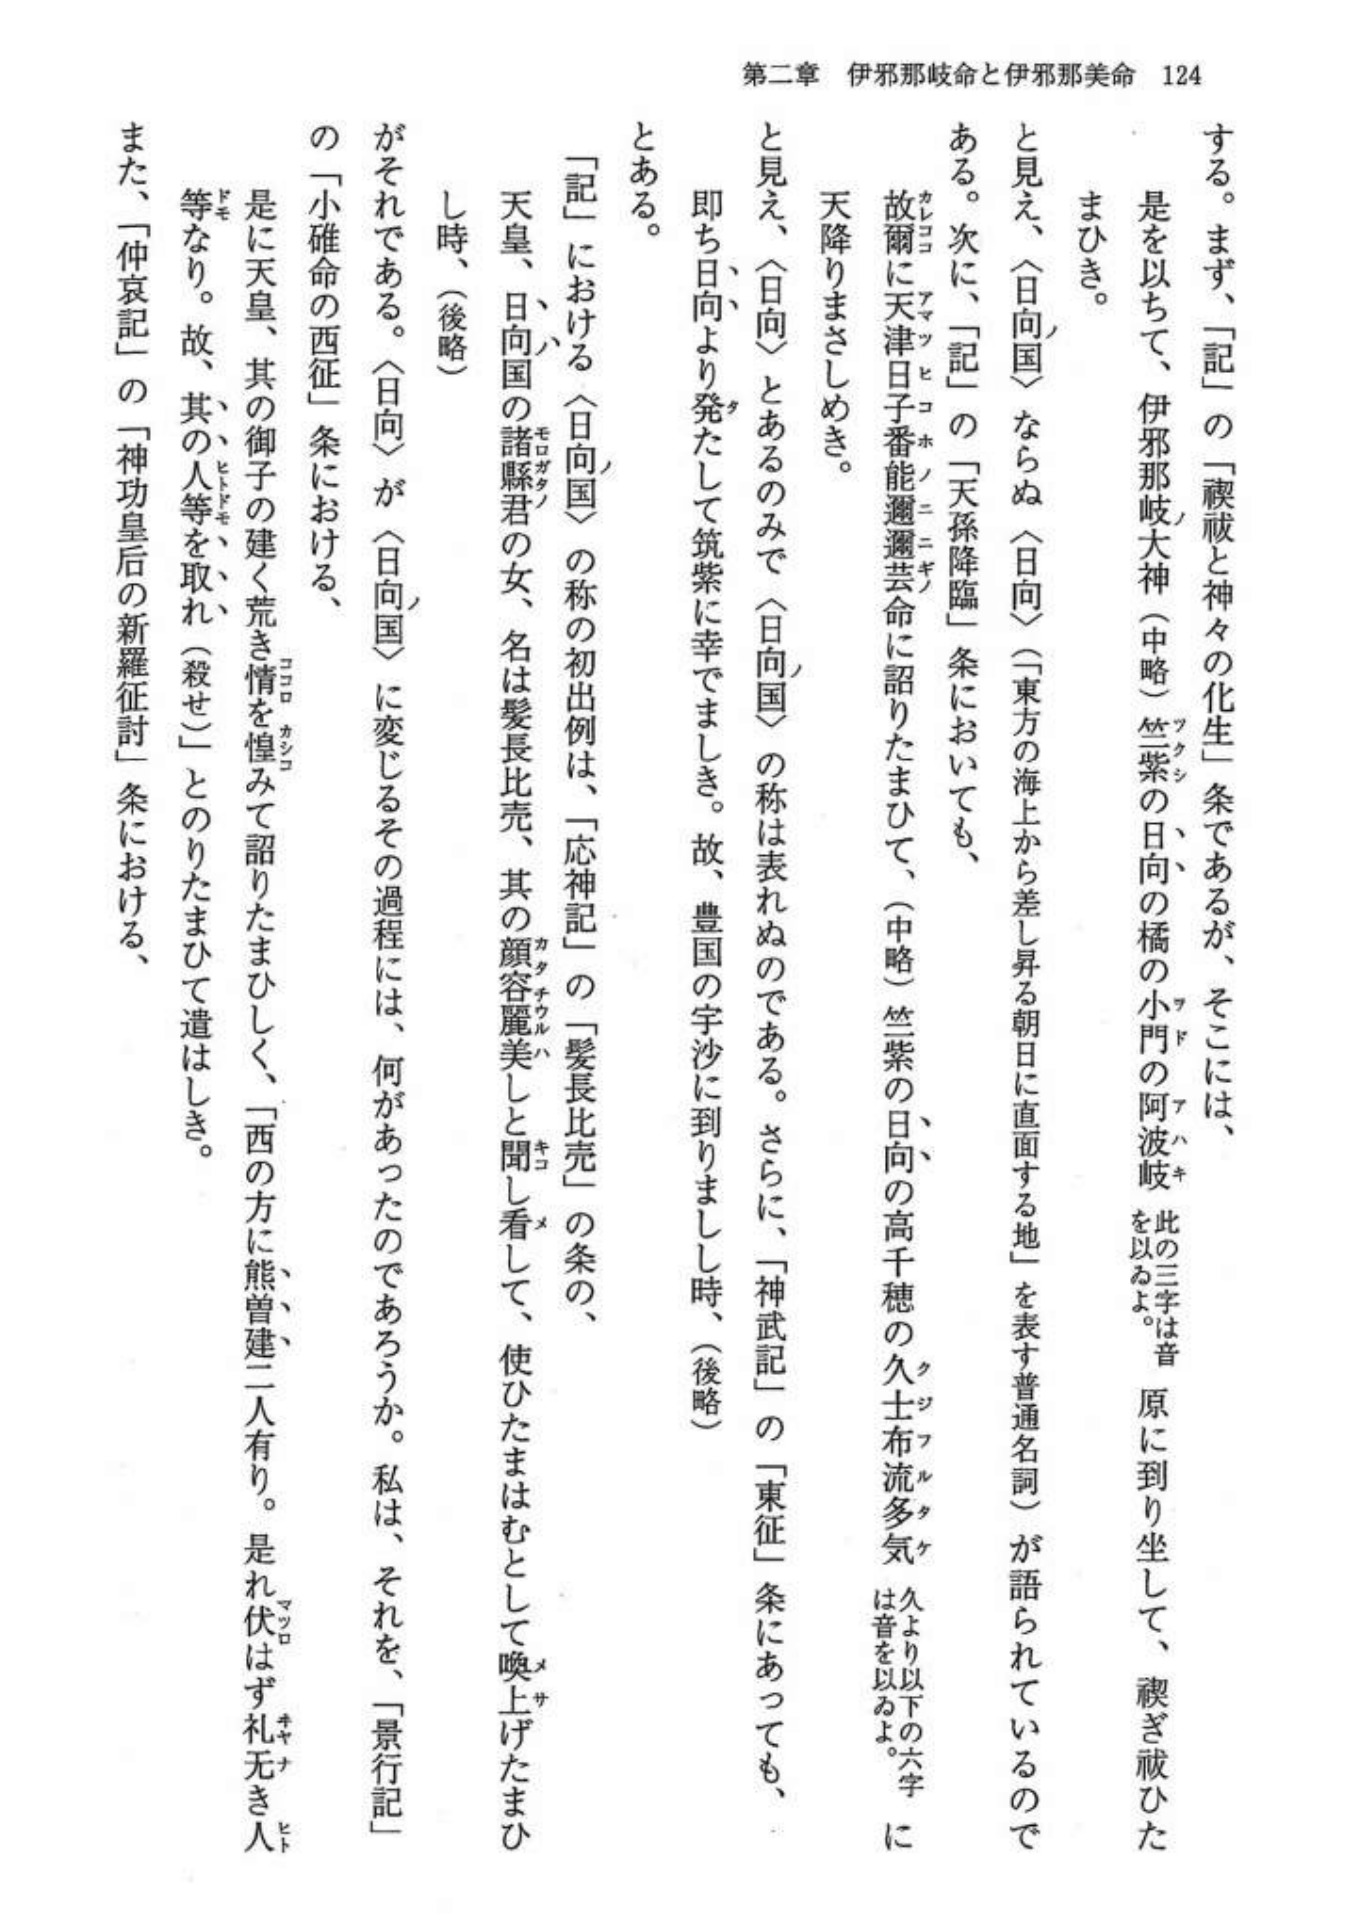 第二章　伊邪那岐命と伊邪那美命　124
する。まず、「記」の「禊祓と神々の化生」条であるが、そこには、
是を以ちて、伊邪那岐ノ大神（中略）竺紫の日向の橘の小門の阿波岐此の三字は音を以ゐよ。原に到り坐して、禊ぎ祓ひた
まひき。
と見え、〈日向ノ国〉ならぬ〈日向〉（「東方の海上から差し昇る朝日に直面する地」を表す普通名詞）が語られているので
ある。次に、「記」の「天孫降臨」条においても、
故爾に天津日子番能邇邇芸命に詔りたまひて、（中略）竺紫の日向の高千穂の久士布流多気久より以下の六字は音を以ゐよ。に
天降りまさしめき。
と見え、〈日向〉とあるのみで〈日向ノ国〉の称は表れぬのである。さらに、「神武記」の「東征」条にあっても、
即ち日向より発たして筑紫に幸でましき。故、豊国の宇沙に到りましし時、（後略）
とある。
「記」における〈日向ノ国〉の称の初出例は、「応神記」の「髪長比売」の条の、
天皇、日向ノ国の諸縣君の女、名は髪長比売、其の顔容麗美しと聞し看して、使ひたまはむとして喚上げたまひ
し時、（後略）
がそれである。〈日向〉が〈日向ノ国〉に変じるその過程には、何があったのであろうか。私は、それを、「景行記」
の「小碓命の西征」条における、
是に天皇、其の御子の建く荒き情を惶みて詔りたまひしく、「西の方に熊曽建二人有り。是れ伏はず礼无き人
等なり。故、其の人等を取れ（殺せ）」とのりたまひて遣はしき。
また、「仲哀記」の「神功皇后の新羅征討」条における、